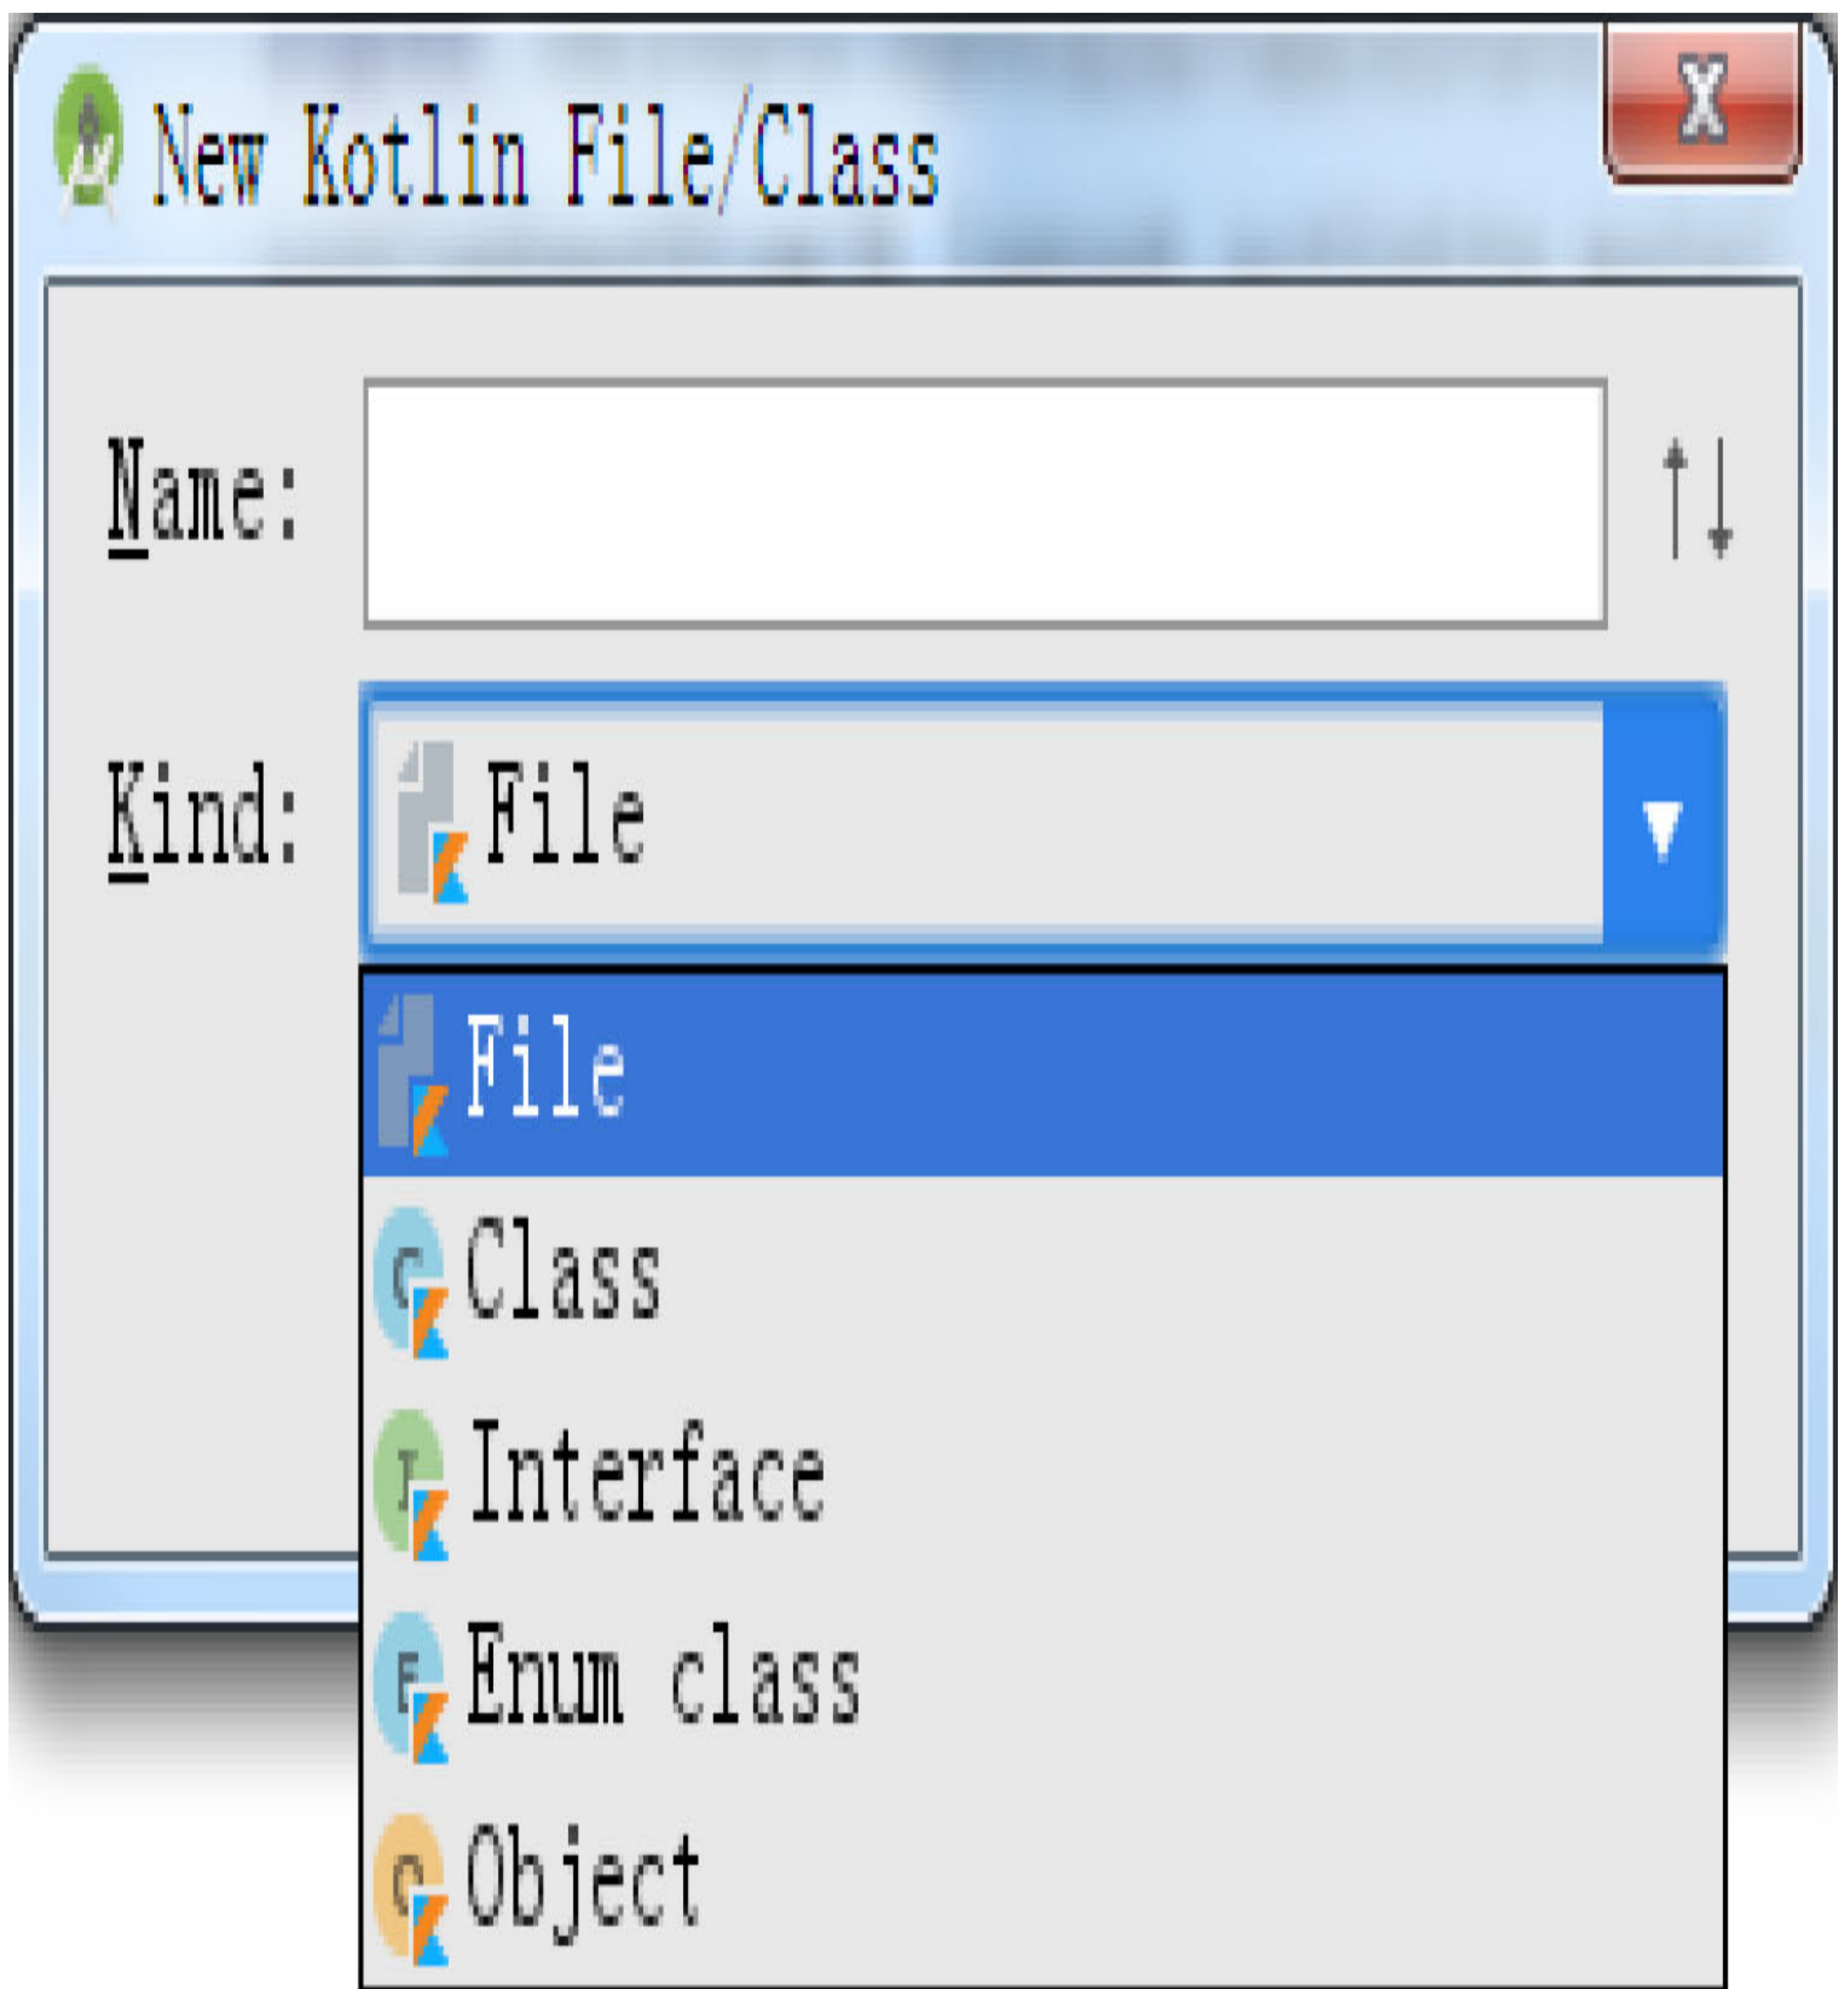 New Kotlin File/Class
Name:
Kind: File
File
Class
Interface
Enum class
Object